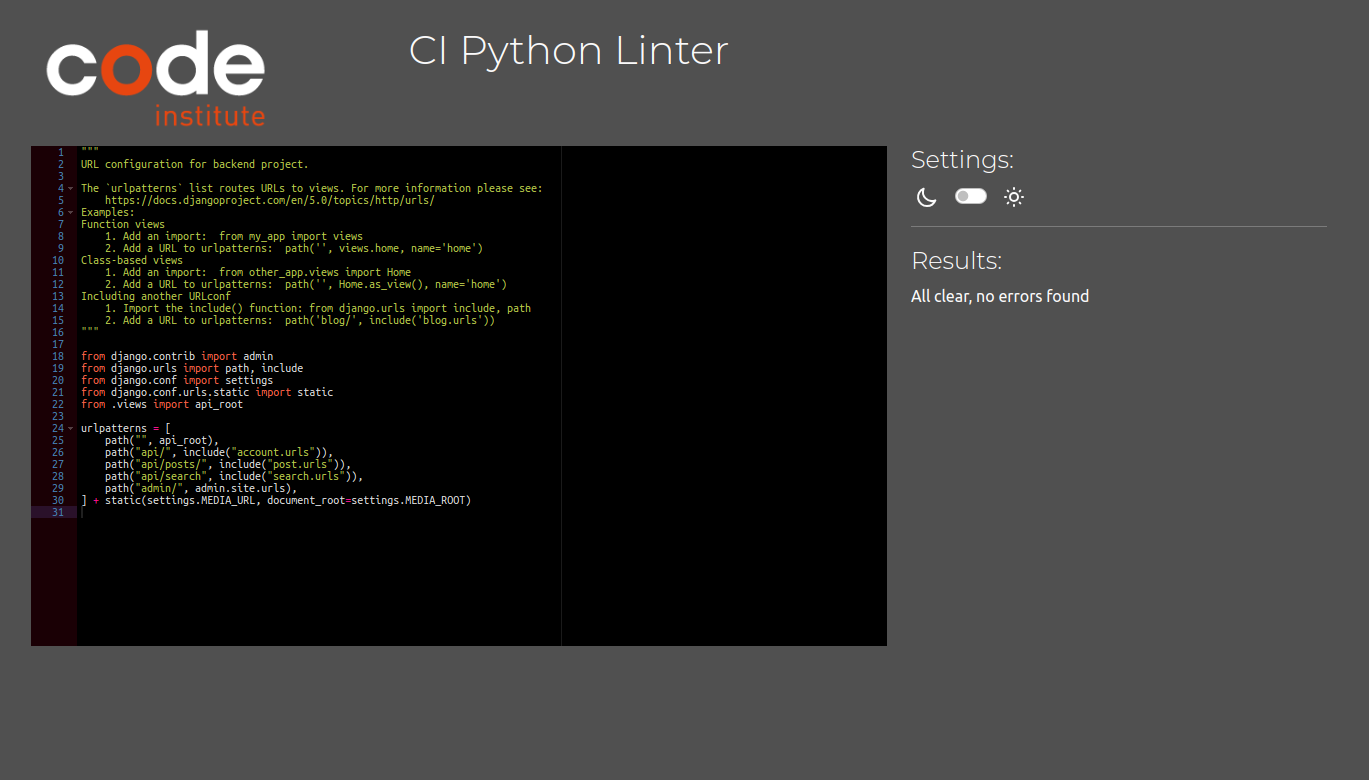 code
institute
CI Python Linter
1 """
2 URL configuration for backend project.
3
4 The `urlpatterns` list routes URLs to views. For more information please see:
5     https://docs.djangoproject.com/en/5.0/topics/http/urls/
6 Examples:
7 Function views
8     1. Add an import:  from my_app import views
9     2. Add a URL to urlpatterns:  path('', views.home, name='home')
10 Class-based views
11     1. Add an import:  from other_app.views import Home
12     2. Add a URL to urlpatterns:  path('', Home.as_view(), name='home')
13 Including another URLconf
14     1. Import the include() function: from django.urls import include, path
15     2. Add a URL to urlpatterns:  path('blog/', include('blog.urls'))
16 """
17
18 from django.contrib import admin
19 from django.urls import path, include
20 from django.conf import settings
21 from django.conf.urls.static import static
22 from .views import api_root
23
24 urlpatterns = [
25     path("", api_root),
26     path("api/", include("account.urls")),
27     path("api/posts/", include("post.urls")),
28     path("api/search", include("search.urls")),
29     path("admin/", admin.site.urls),
30 ] + static(settings.MEDIA_URL, document_root=settings.MEDIA_ROOT)
31
Settings:
Results:
All clear, no errors found